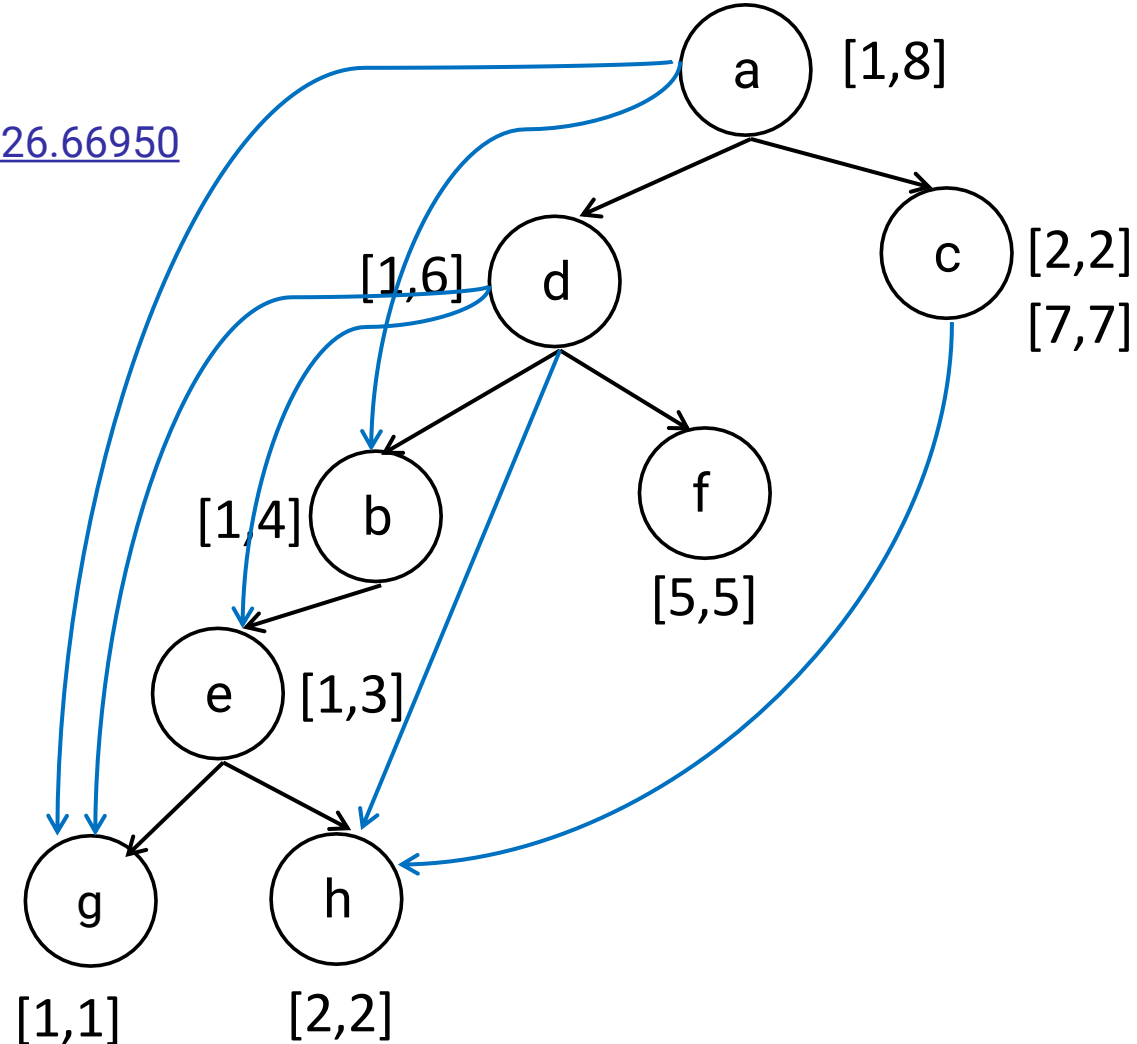 a
[1,8]
26.66950
c
[2,2]
[7,7]
[1,6]
d
b
[1,4]
f
[5,5]
e
[1,3]
g
h
[1,1]
[2,2]